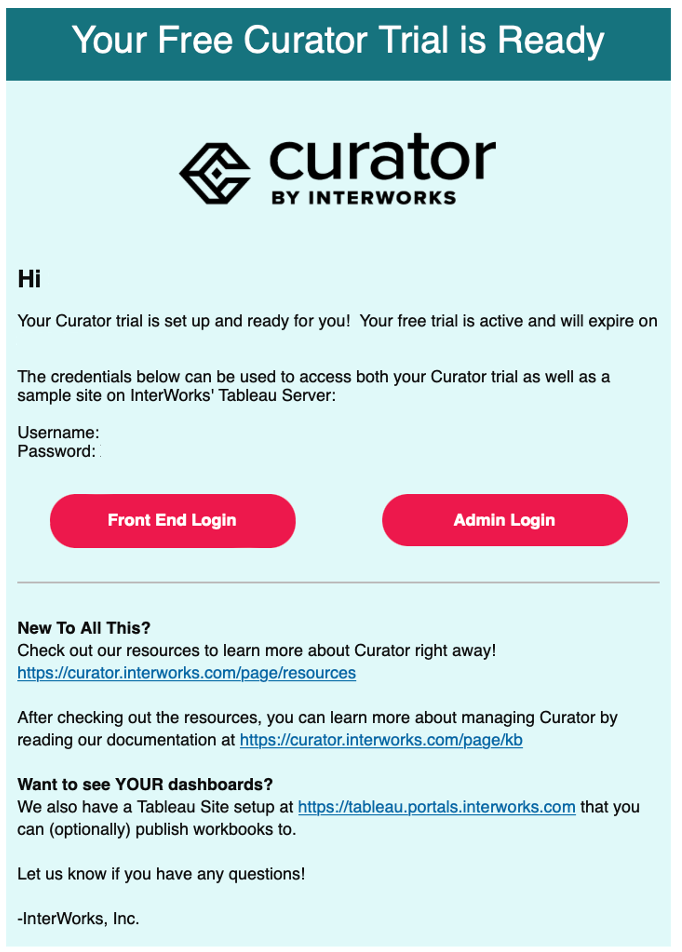 Your Free Curator Trial is Ready
curator
BY INTERWORKS
Hi
Your Curator trial is set up and ready for you!  Your free trial is active and will expire on
The credentials below can be used to access both your Curator trial as well as a
sample site on InterWorks' Tableau Server:
Username:
Password:
Front End Login
Admin Login
New To All This?
Check out our resources to learn more about Curator right away!
https://curator.interworks.com/page/resources
After checking out the resources, you can learn more about managing Curator by
reading our documentation at https://curator.interworks.com/page/kb
Want to see YOUR dashboards?
We also have a Tableau Site setup at https://tableau.portals.interworks.com that you
can (optionally) publish workbooks to.
Let us know if you have any questions!
-InterWorks, Inc.